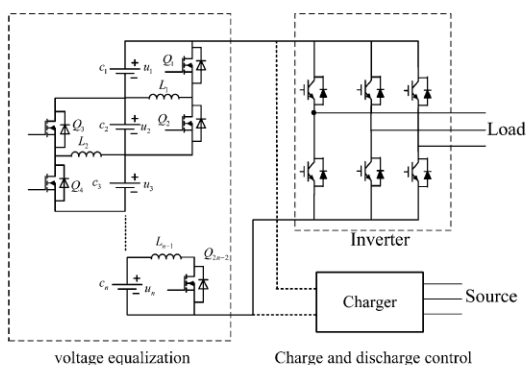 Q1
c1 + − u1
L1
Q2
Q3
c2 + − u2
L2
Q4
c3 + − u3
Ln−1
Q2n−2
cn + − un
Load
Inverter
Charger
Source
voltage equalization
Charge and discharge control